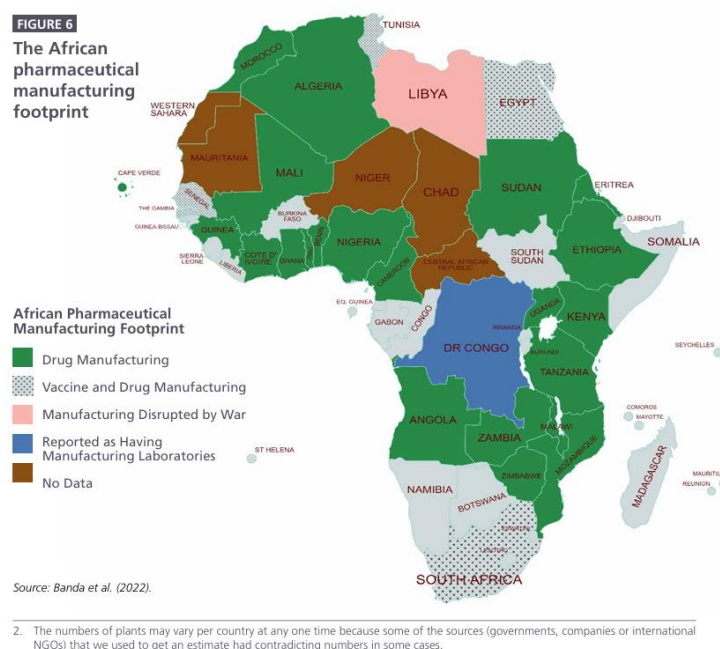 FIGURE 6
The African
pharmaceutical
manufacturing
footprint
TUNISIA
MOROCCO
ALGERIA
LIBYA
EGYPT
WESTERN
SAHARA
MAURITANIA
MALI
NIGER
CHAD
SUDAN
ERITREA
CAPE VERDE
SENEGAL
THE GAMBIA
GUINEA-BISSAU
GUINEA
BURKINA
FASO
DJIBOUTI
SOMALIA
SIERRA
LEONE
LIBERIA
COTE D'
IVOIRE
GHANA
BENIN
NIGERIA
CAMEROON
CENTRAL AFRICAN
REPUBLIC
SOUTH
SUDAN
ETHIOPIA
EQ. GUINEA
GABON
CONGO
DR CONGO
UGANDA
KENYA
RWANDA
BURUNDI
TANZANIA
SEYCHELLES
African Pharmaceutical
Manufacturing Footprint
Drug Manufacturing
Vaccine and Drug Manufacturing
Manufacturing Disrupted by War
Reported as Having
Manufacturing Laboratories
No Data
ANGOLA
ZAMBIA
MALAWI
MOZAMBIQUE
COMOROS
MAYOTTE
ST HELENA
ZIMBABWE
MADAGASCAR
MAURITIU
REUNION
NAMIBIA
BOTSWANA
LESOTHO
SOUTH AFRICA
Source: Banda et al. (2022).
2. The numbers of plants may vary per country at any one time because some of the sources (governments, companies or international
NGOs) that we used to get an estimate had contradicting numbers in some cases.